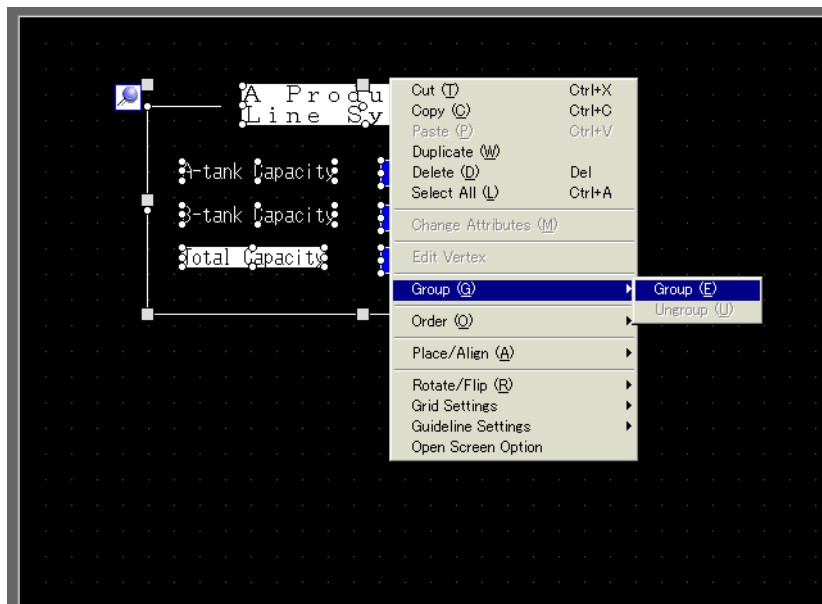 A Produ
Line Sy
A-tank Capacity
B-tank Capacity
Total Capacity
Cut (T) Ctrl+X
Copy (C) Ctrl+C
Paste (P) Ctrl+V
Duplicate (W)
Delete (D) Del
Select All (L) Ctrl+A
Change Attributes (M)
Edit Vertex
Group (G)
Order (O)
Place/Align (A)
Rotate/Flip (R)
Grid Settings
Guideline Settings
Open Screen Option
Group (E)
Ungroup (U)